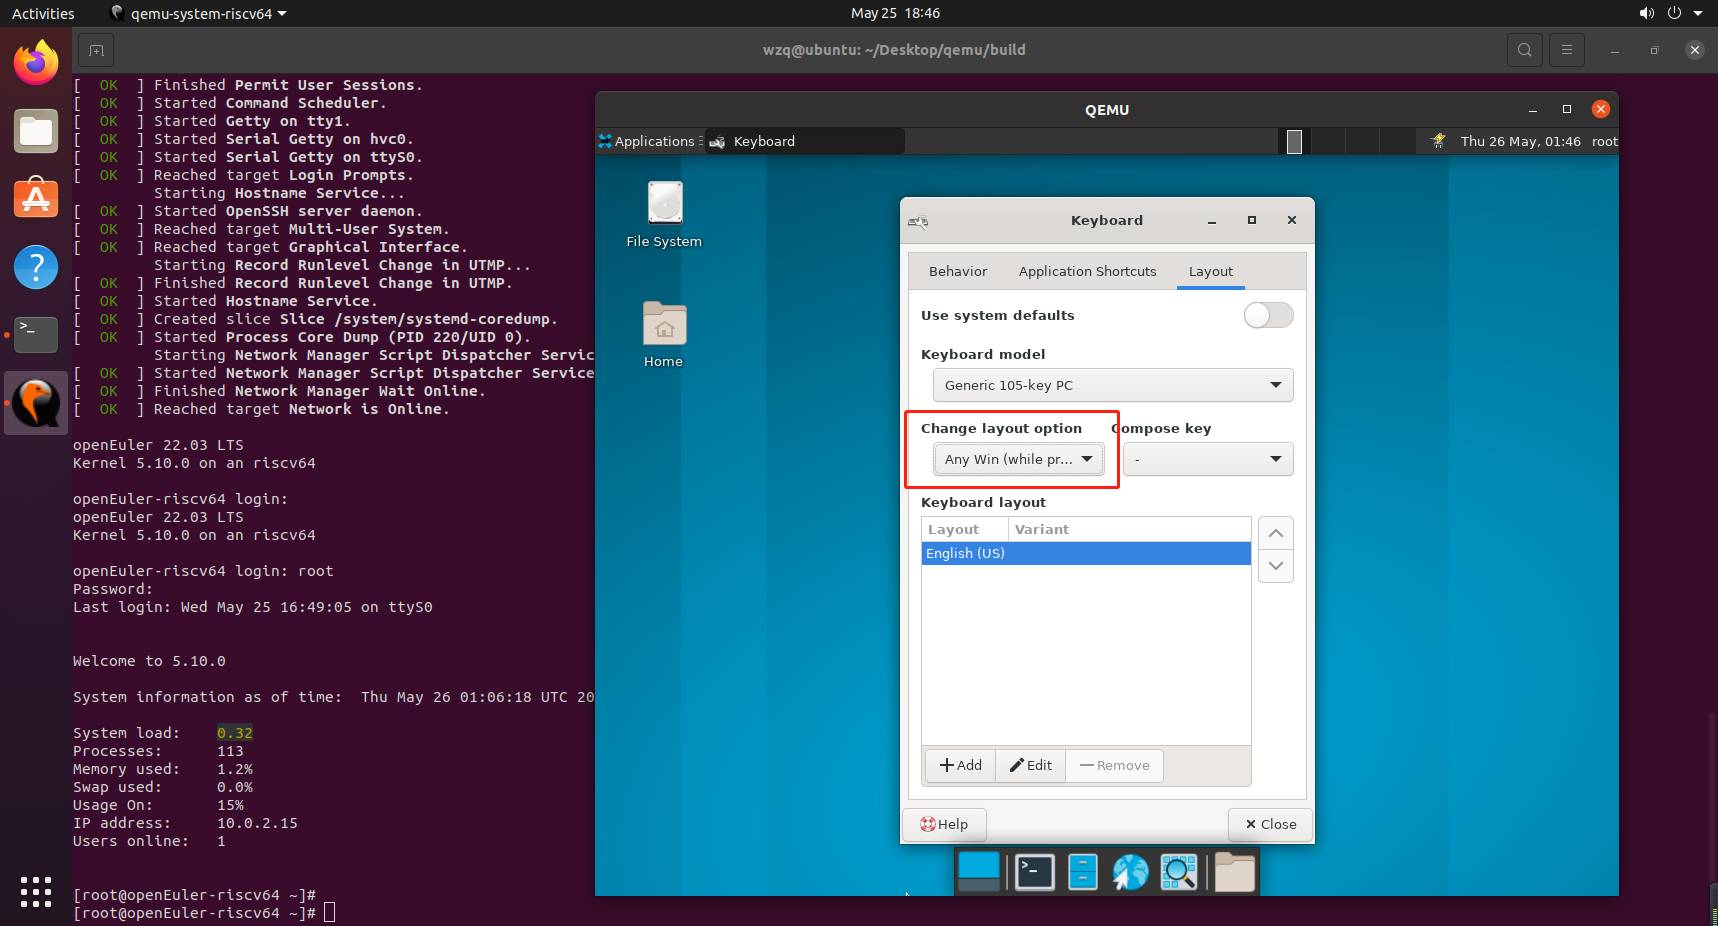 Activities
qemu-system-riscv64
May 25 18:46
wzq@ubuntu: ~/Desktop/qemu/build
[  OK  ] Finished Permit User Sessions.
[  OK  ] Started Command Scheduler.
[  OK  ] Started Getty on tty1.
[  OK  ] Started Serial Getty on hvc0.
[  OK  ] Started Serial Getty on ttyS0.
[  OK  ] Reached target Login Prompts.
         Starting Hostname Service...
[  OK  ] Started OpenSSH server daemon.
[  OK  ] Reached target Multi-User System.
[  OK  ] Reached target Graphical Interface.
         Starting Record Runlevel Change in UTMP...
[  OK  ] Finished Record Runlevel Change in UTMP.
[  OK  ] Started Hostname Service.
[  OK  ] Created slice Slice /system/systemd-coredump.
[  OK  ] Started Process Core Dump (PID 220/UID 0).
         Starting Network Manager Script Dispatcher Servic
[  OK  ] Started Network Manager Script Dispatcher Service
[  OK  ] Finished Network Manager Wait Online.
[  OK  ] Reached target Network is Online.
openEuler 22.03 LTS
Kernel 5.10.0 on an riscv64
openEuler-riscv64 login:
openEuler 22.03 LTS
Kernel 5.10.0 on an riscv64
openEuler-riscv64 login: root
Password:
Last login: Wed May 25 16:49:05 on ttyS0
Welcome to 5.10.0
System information as of time:  Thu May 26 01:06:18 UTC 20
System load:    0.32
Processes:      113
Memory used:    1.2%
Swap used:      0.0%
Usage On:       15%
IP address:     10.0.2.15
Users online:   1
[root@openEuler-riscv64 ~]#
[root@openEuler-riscv64 ~]#
QEMU
Applications
Keyboard
Thu 26 May, 01:46
root
File System
Home
Keyboard
Behavior
Application Shortcuts
Layout
Use system defaults
Keyboard model
Generic 105-key PC
Change layout option
Compose key
Any Win (while pr...
-
Keyboard layout
Layout
Variant
English (US)
Add
Edit
Remove
Help
Close